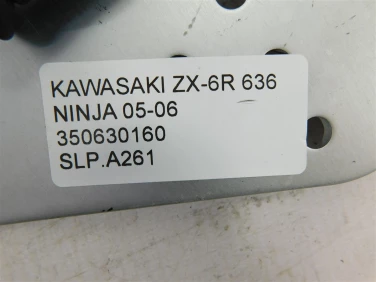 KAWASAKI ZX-6R 636
NINJA 05-06
350630160
SLP.A261